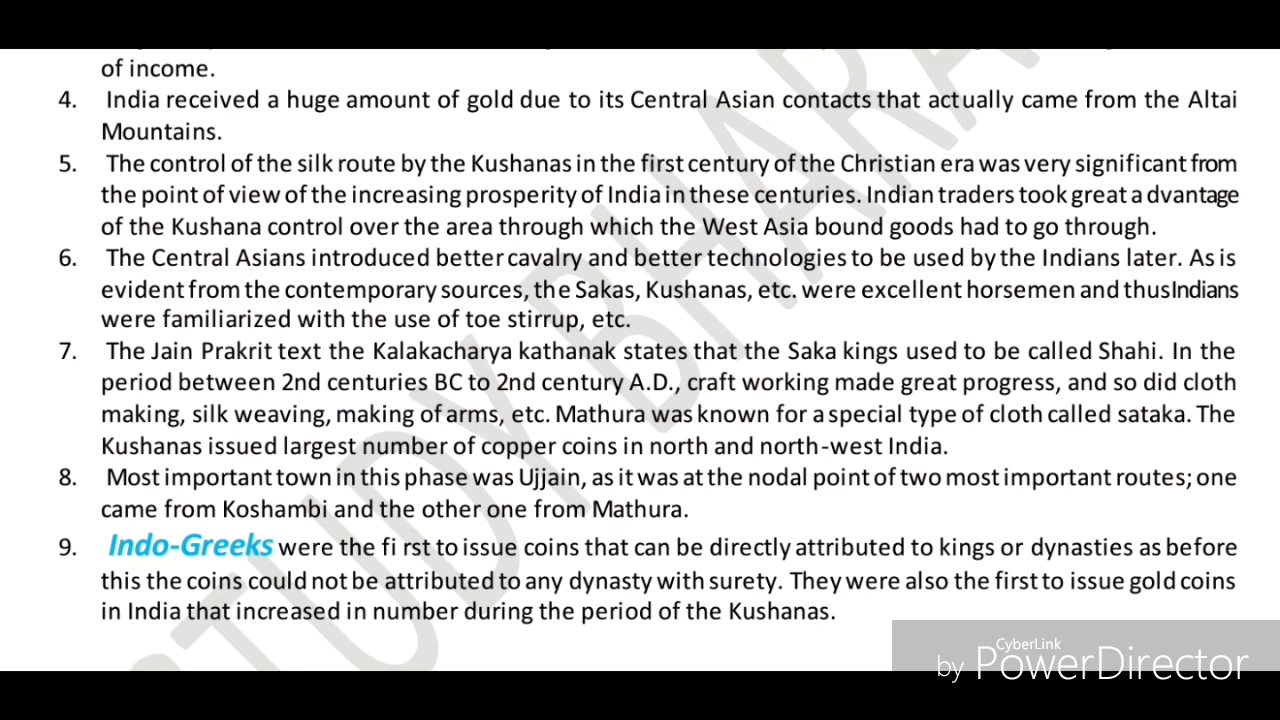 of income.
4. India received a huge amount of gold due to its Central Asian contacts that actually came from the Altai
Mountains.
5. The control of the silk route by the Kushanas in the first century of the Christian era was very significant from
the point of view of the increasing prosperity of India in these centuries. Indian traders took great a dvantage
of the Kushana control over the area through which the West Asia bound goods had to go through.
6. The Central Asians introduced better cavalry and better technologies to be used by the Indians later. As is
evident from the contemporary sources, the Sakas, Kushanas, etc. were excellent horsemen and thus Indians
were familiarized with the use of toe stirrup, etc.
7. The Jain Prakrit text the Kalakacharya kathanak states that the Saka kings used to be called Shahi. In the
period between 2nd centuries BC to 2nd century A.D., craft working made great progress, and so did cloth
making, silk weaving, making of arms, etc. Mathura was known for a special type of cloth called sataka. The
Kushanas issued largest number of copper coins in north and north-west India.
8. Most important town in this phase was Ujjain, as it was at the nodal point of two most important routes; one
came from Koshambi and the other one from Mathura.
9. Indo-Greeks were the fi rst to issue coins that can be directly attributed to kings or dynasties as before
this the coins could not be attributed to any dynasty with surety. They were also the first to issue gold coins
in India that increased in number during the period of the Kushanas.
STUDY BHARA
CyberLink
by PowerDirector